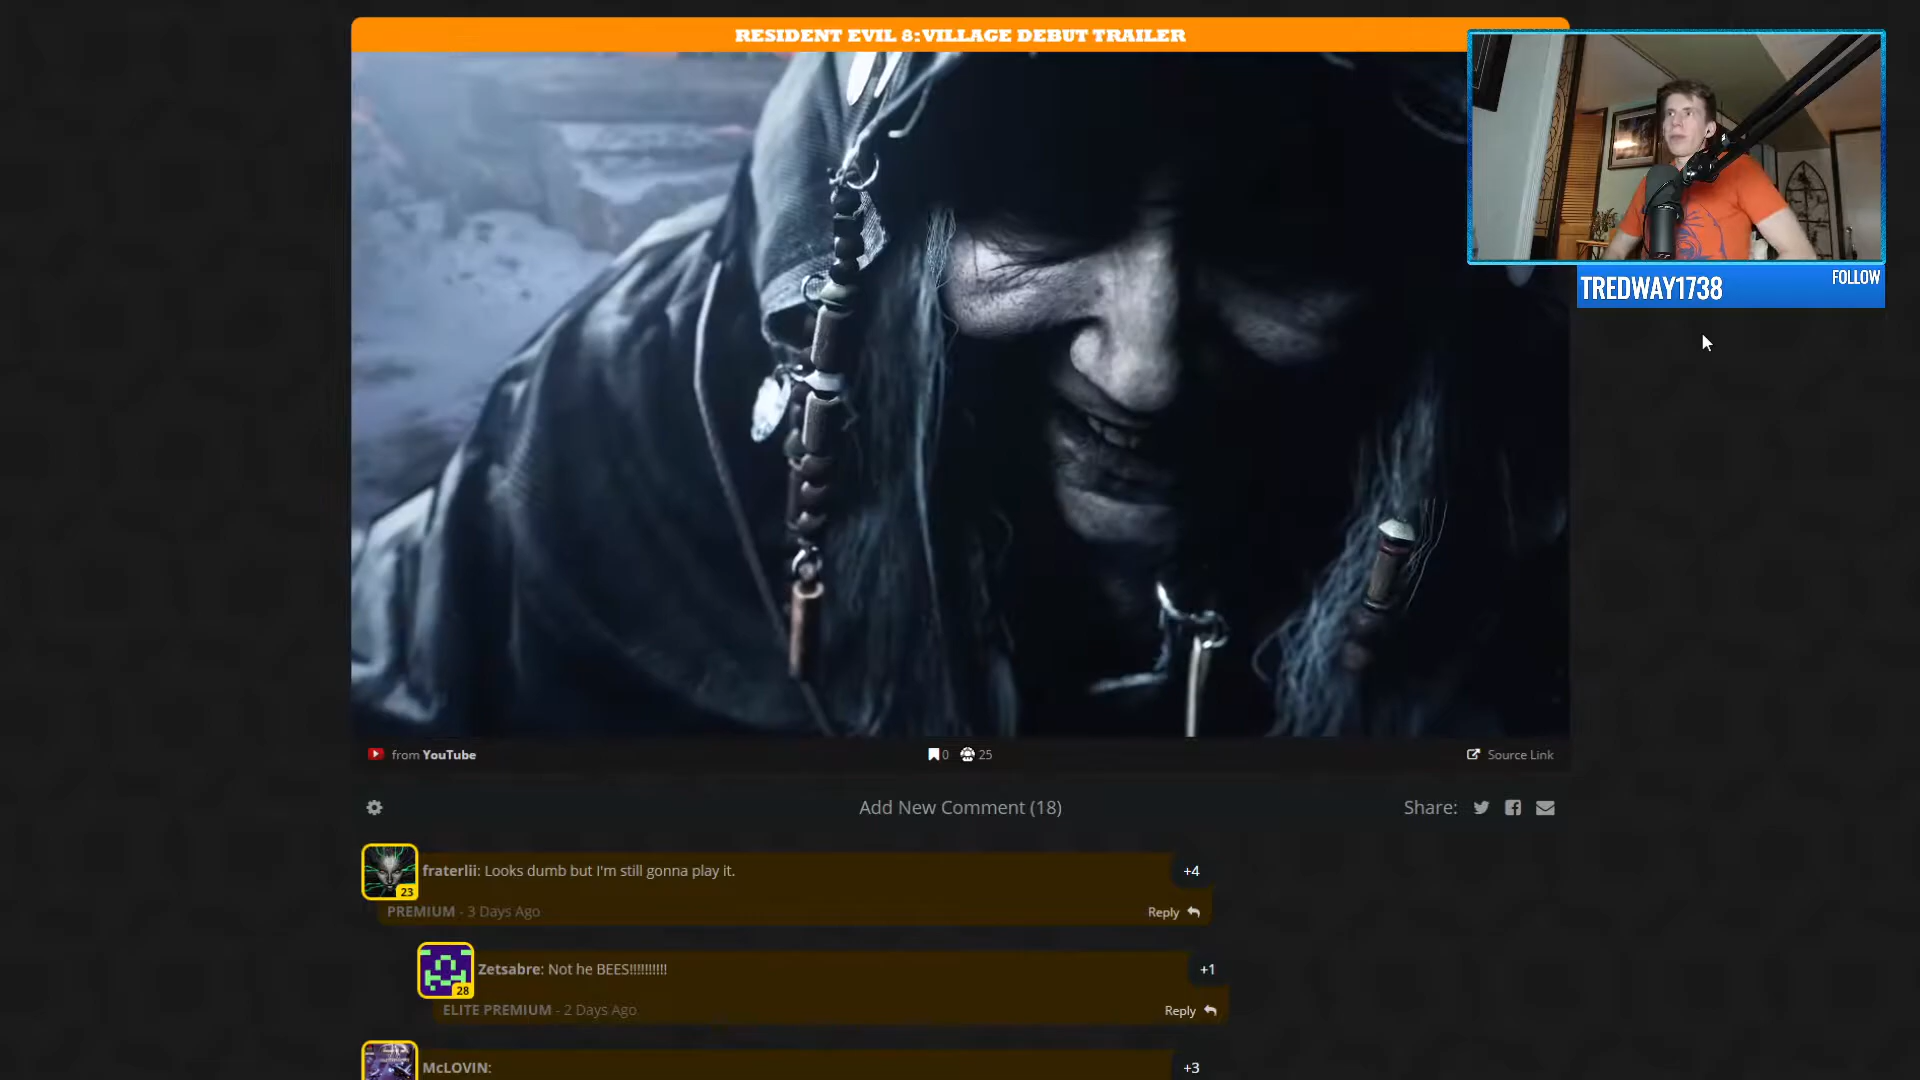 RESIDENT EVIL 8:VILLAGE DEBUT TRAILER
TREDWAY1738
FOLLOW
from YouTube
0
25
Source Link
Add New Comment (18)
Share:
fraterlii: Looks dumb but I'm still gonna play it.
+4
23
PREMIUM - 3 Days Ago
Reply
Zetsabre: Not he BEES!!!!!!!!!!
+1
28
ELITE PREMIUM - 2 Days Ago
Reply
McLOVIN:
+3